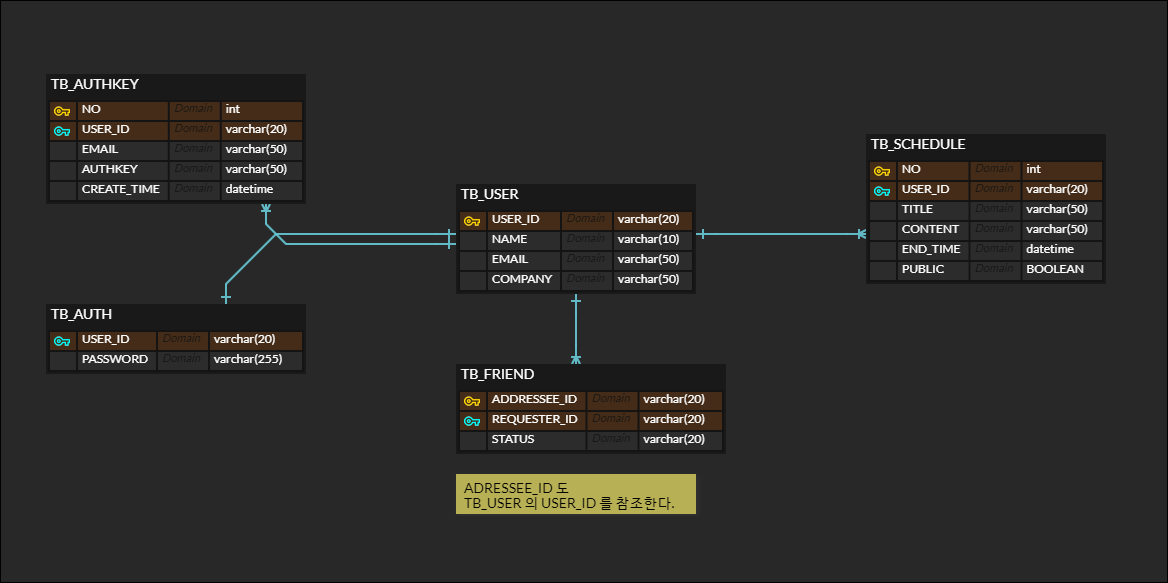 TB_AUTHKEY
NO Domain int
USER_ID Domain varchar(20)
EMAIL Domain varchar(50)
AUTHKEY Domain varchar(50)
CREATE_TIME Domain datetime
TB_AUTH
USER_ID Domain varchar(20)
PASSWORD Domain varchar(255)
TB_USER
USER_ID Domain varchar(20)
NAME Domain varchar(10)
EMAIL Domain varchar(50)
COMPANY Domain varchar(50)
TB_FRIEND
ADDRESSEE_ID Domain varchar(20)
REQUESTER_ID Domain varchar(20)
STATUS Domain varchar(20)
ADRESSEE_ID 도
TB_USER 의 USER_ID 를 참조한다.
TB_SCHEDULE
NO Domain int
USER_ID Domain varchar(20)
TITLE Domain varchar(50)
CONTENT Domain varchar(50)
END_TIME Domain datetime
PUBLIC Domain BOOLEAN